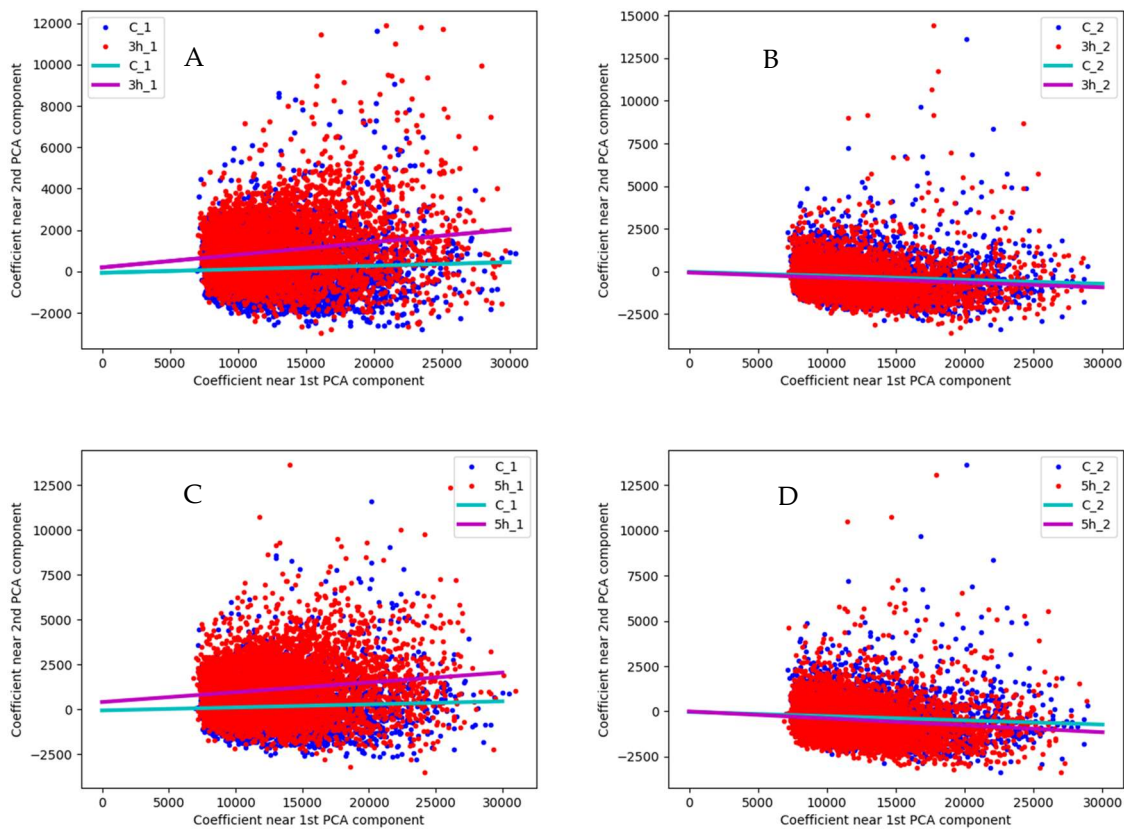 12000
10000
8000
6000
4000
2000
0
−2000
Coefficient near 2nd PCA component
C_1
3h_1
C_1
3h_1
A
0 5000 10000 15000 20000 25000 30000
Coefficient near 1st PCA component
15000
12500
10000
7500
5000
2500
0
−2500
Coefficient near 2nd PCA component
B
C_2
3h_2
C_2
3h_2
0 5000 10000 15000 20000 25000 30000
Coefficient near 1st PCA component
12500
10000
7500
5000
2500
0
−2500
Coefficient near 2nd PCA component
C
C_1
5h_1
C_1
5h_1
0 5000 10000 15000 20000 25000 30000
Coefficient near 1st PCA component
12500
10000
7500
5000
2500
0
−2500
Coefficient near 2nd PCA component
D
C_2
5h_2
C_2
5h_2
0 5000 10000 15000 20000 25000 30000
Coefficient near 1st PCA component